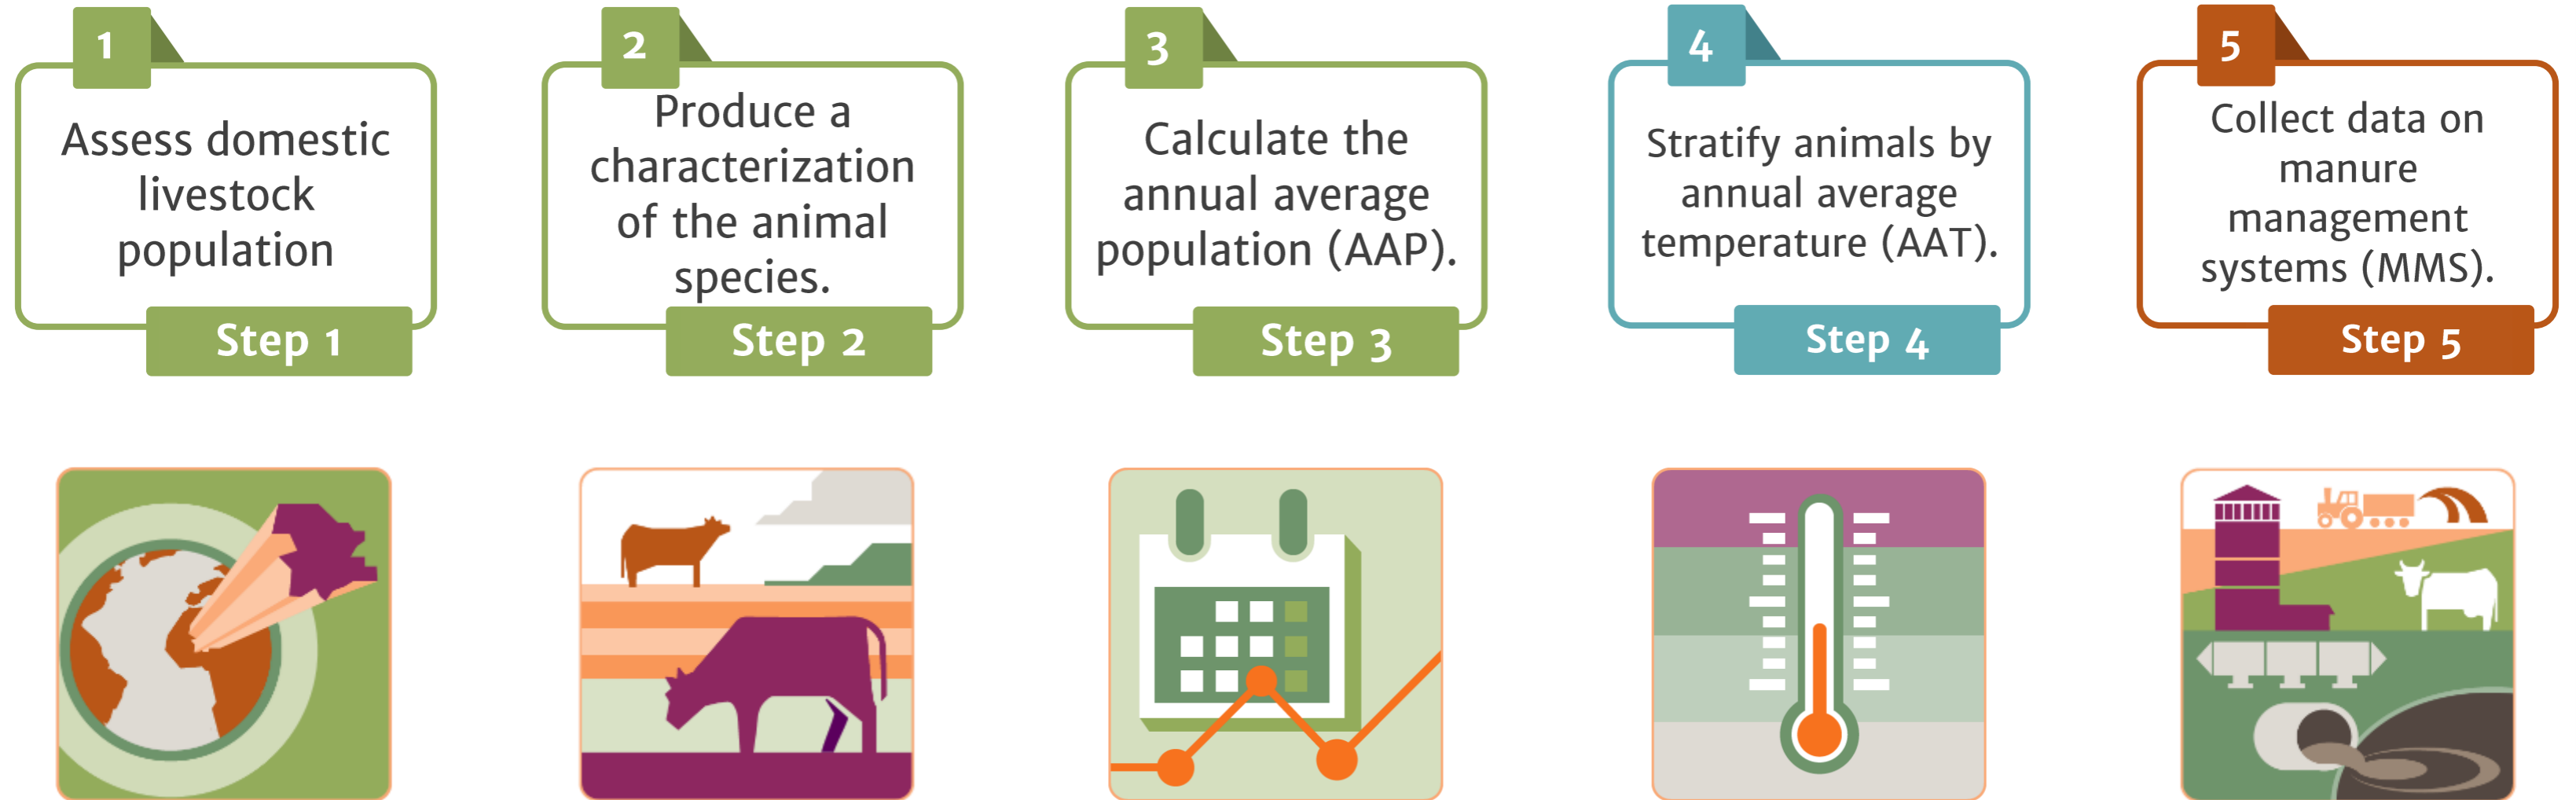 1
Assess domestic
livestock
population
Step 1
2
Produce a
characterization
of the animal
species.
Step 2
3
Calculate the
annual average
population (AAP).
Step 3
4
Stratify animals by
annual average
temperature (AAT).
Step 4
5
Collect data on
manure
management
systems (MMS).
Step 5